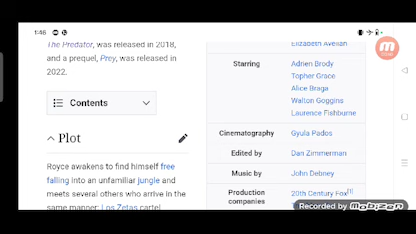 1:46
The Predator, was released in 2018,
and a prequel, Prey, was released in
2022.
Contents
Plot
Royce awakens to find himself free
falling into an unfamiliar jungle and
meets several others who arrive in the
same manner: Los Zetas cartel
Elizabeth Avellan
Starring
Adrien Brody
Topher Grace
Alice Braga
Walton Goggins
Laurence Fishburne
Cinematography
Gyula Pados
Edited by
Dan Zimmerman
Music by
John Debney
Production
companies
20th Century Fox[1]
Recorded by Mobizen